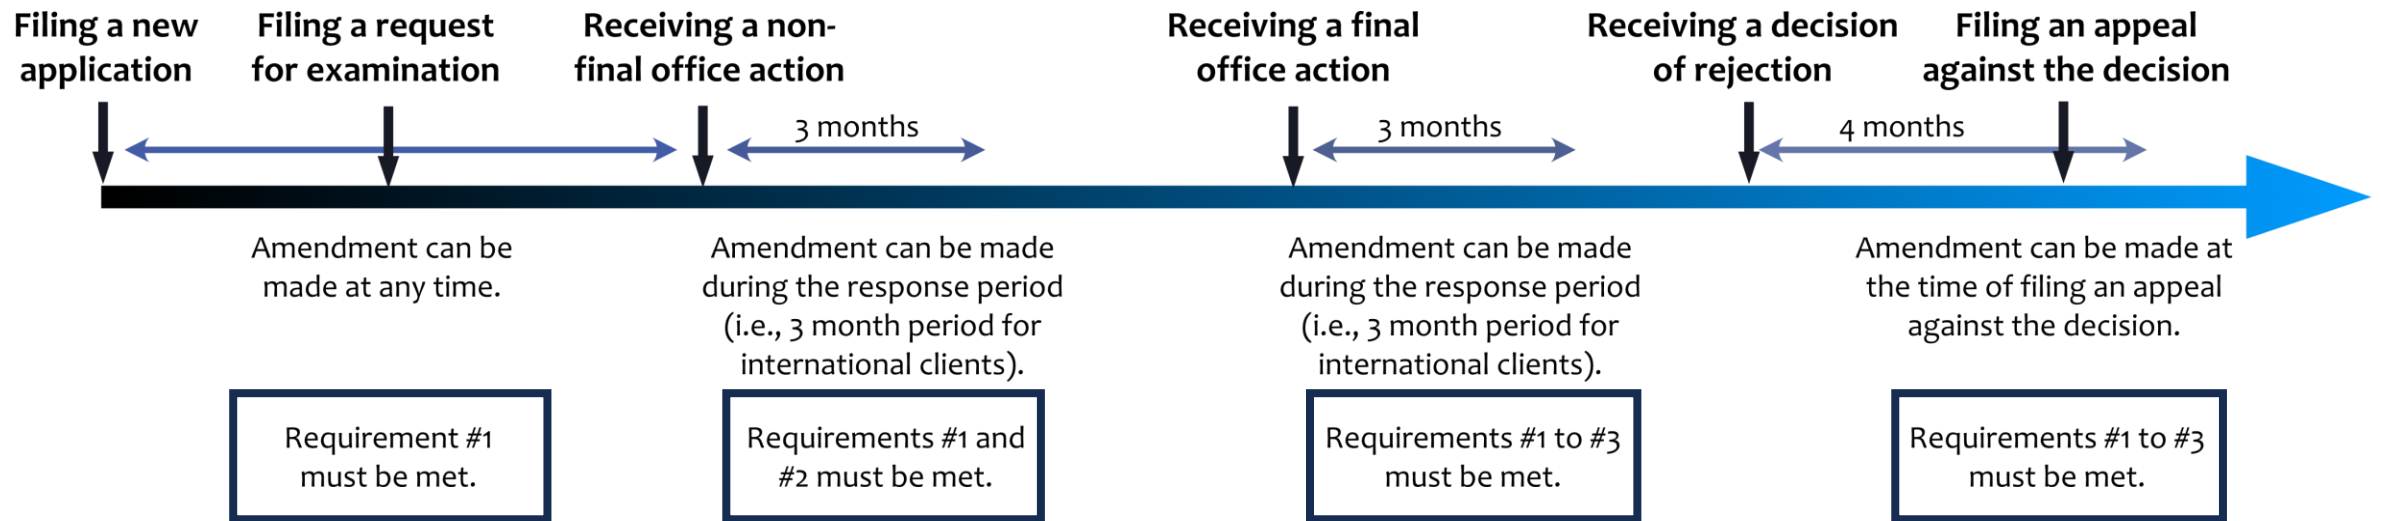 Filing a new
application
Filing a request
for examination
Receiving a non-
final office action
Receiving a final
office action
Receiving a decision
of rejection
Filing an appeal
against the decision
3 months
3 months
4 months
Amendment can be
made at any time.
Amendment can be made
during the response period
(i.e., 3 month period for
international clients).
Amendment can be made
during the response period
(i.e., 3 month period for
international clients).
Amendment can be made at
the time of filing an appeal
against the decision.
Requirement #1
must be met.
Requirements #1 and
#2 must be met.
Requirements #1 to #3
must be met.
Requirements #1 to #3
must be met.